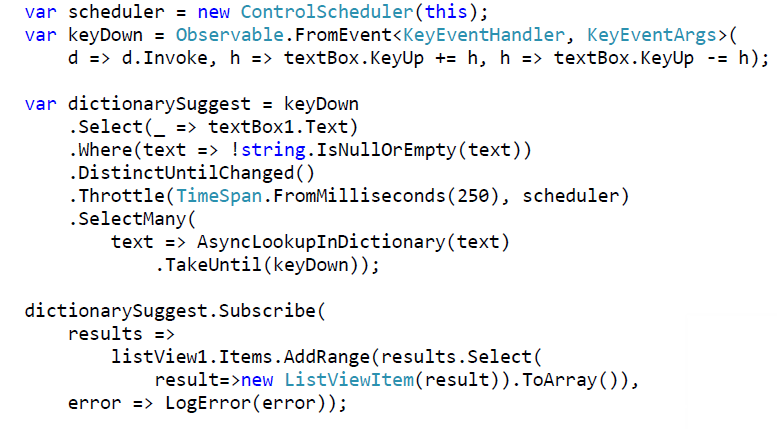 var scheduler = new ControlScheduler(this);
var keyDown = Observable.FromEvent<KeyEventHandler, KeyEventArgs>(
    d => d.Invoke, h => textBox.KeyUp += h, h => textBox.KeyUp -= h);

var dictionarySuggest = keyDown
    .Select(_ => textBox1.Text)
    .Where(text => !string.IsNullOrEmpty(text))
    .DistinctUntilChanged()
    .Throttle(TimeSpan.FromMilliseconds(250), scheduler)
    .SelectMany(
        text => AsyncLookupInDictionary(text)
            .TakeUntil(keyDown));

dictionarySuggest.Subscribe(
    results =>
        listView1.Items.AddRange(results.Select(
            result=>new ListViewItem(result)).ToArray()),
    error => LogError(error));